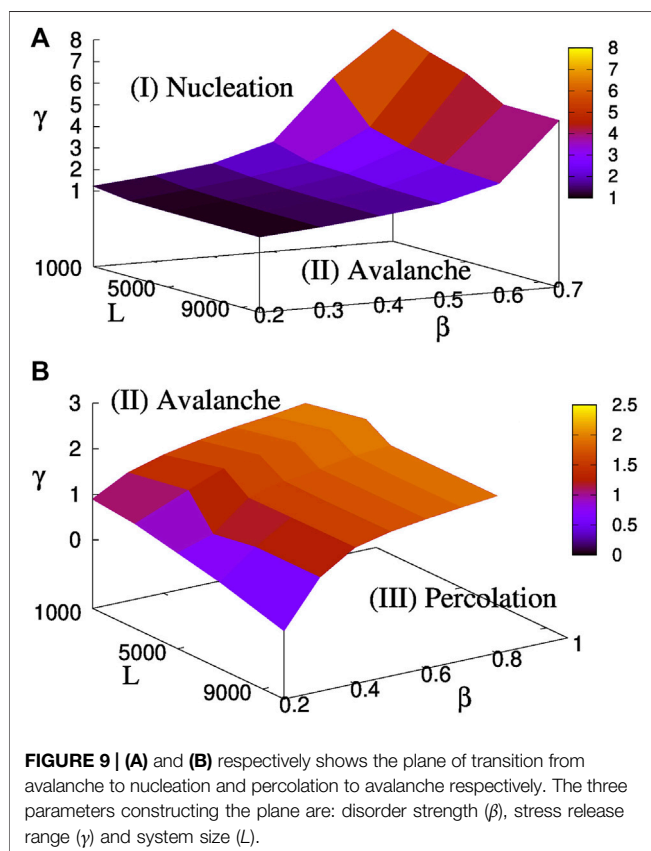 A
8
7
6
5
4
3
2
1
γ
(I) Nucleation
(II) Avalanche
1000
5000
9000
L
0.2
0.3
0.4
0.5
0.6
0.7
β
8
7
6
5
4
3
2
1
B
3
2
1
0
γ
(II) Avalanche
(III) Percolation
1000
5000
9000
L
0.2
0.4
0.6
0.8
1
β
2.5
2
1.5
1
0.5
0
FIGURE 9 | (A) and (B) respectively shows the plane of transition from
avalanche to nucleation and percolation to avalanche respectively. The three
parameters constructing the plane are: disorder strength (β), stress release
range (γ) and system size (L).